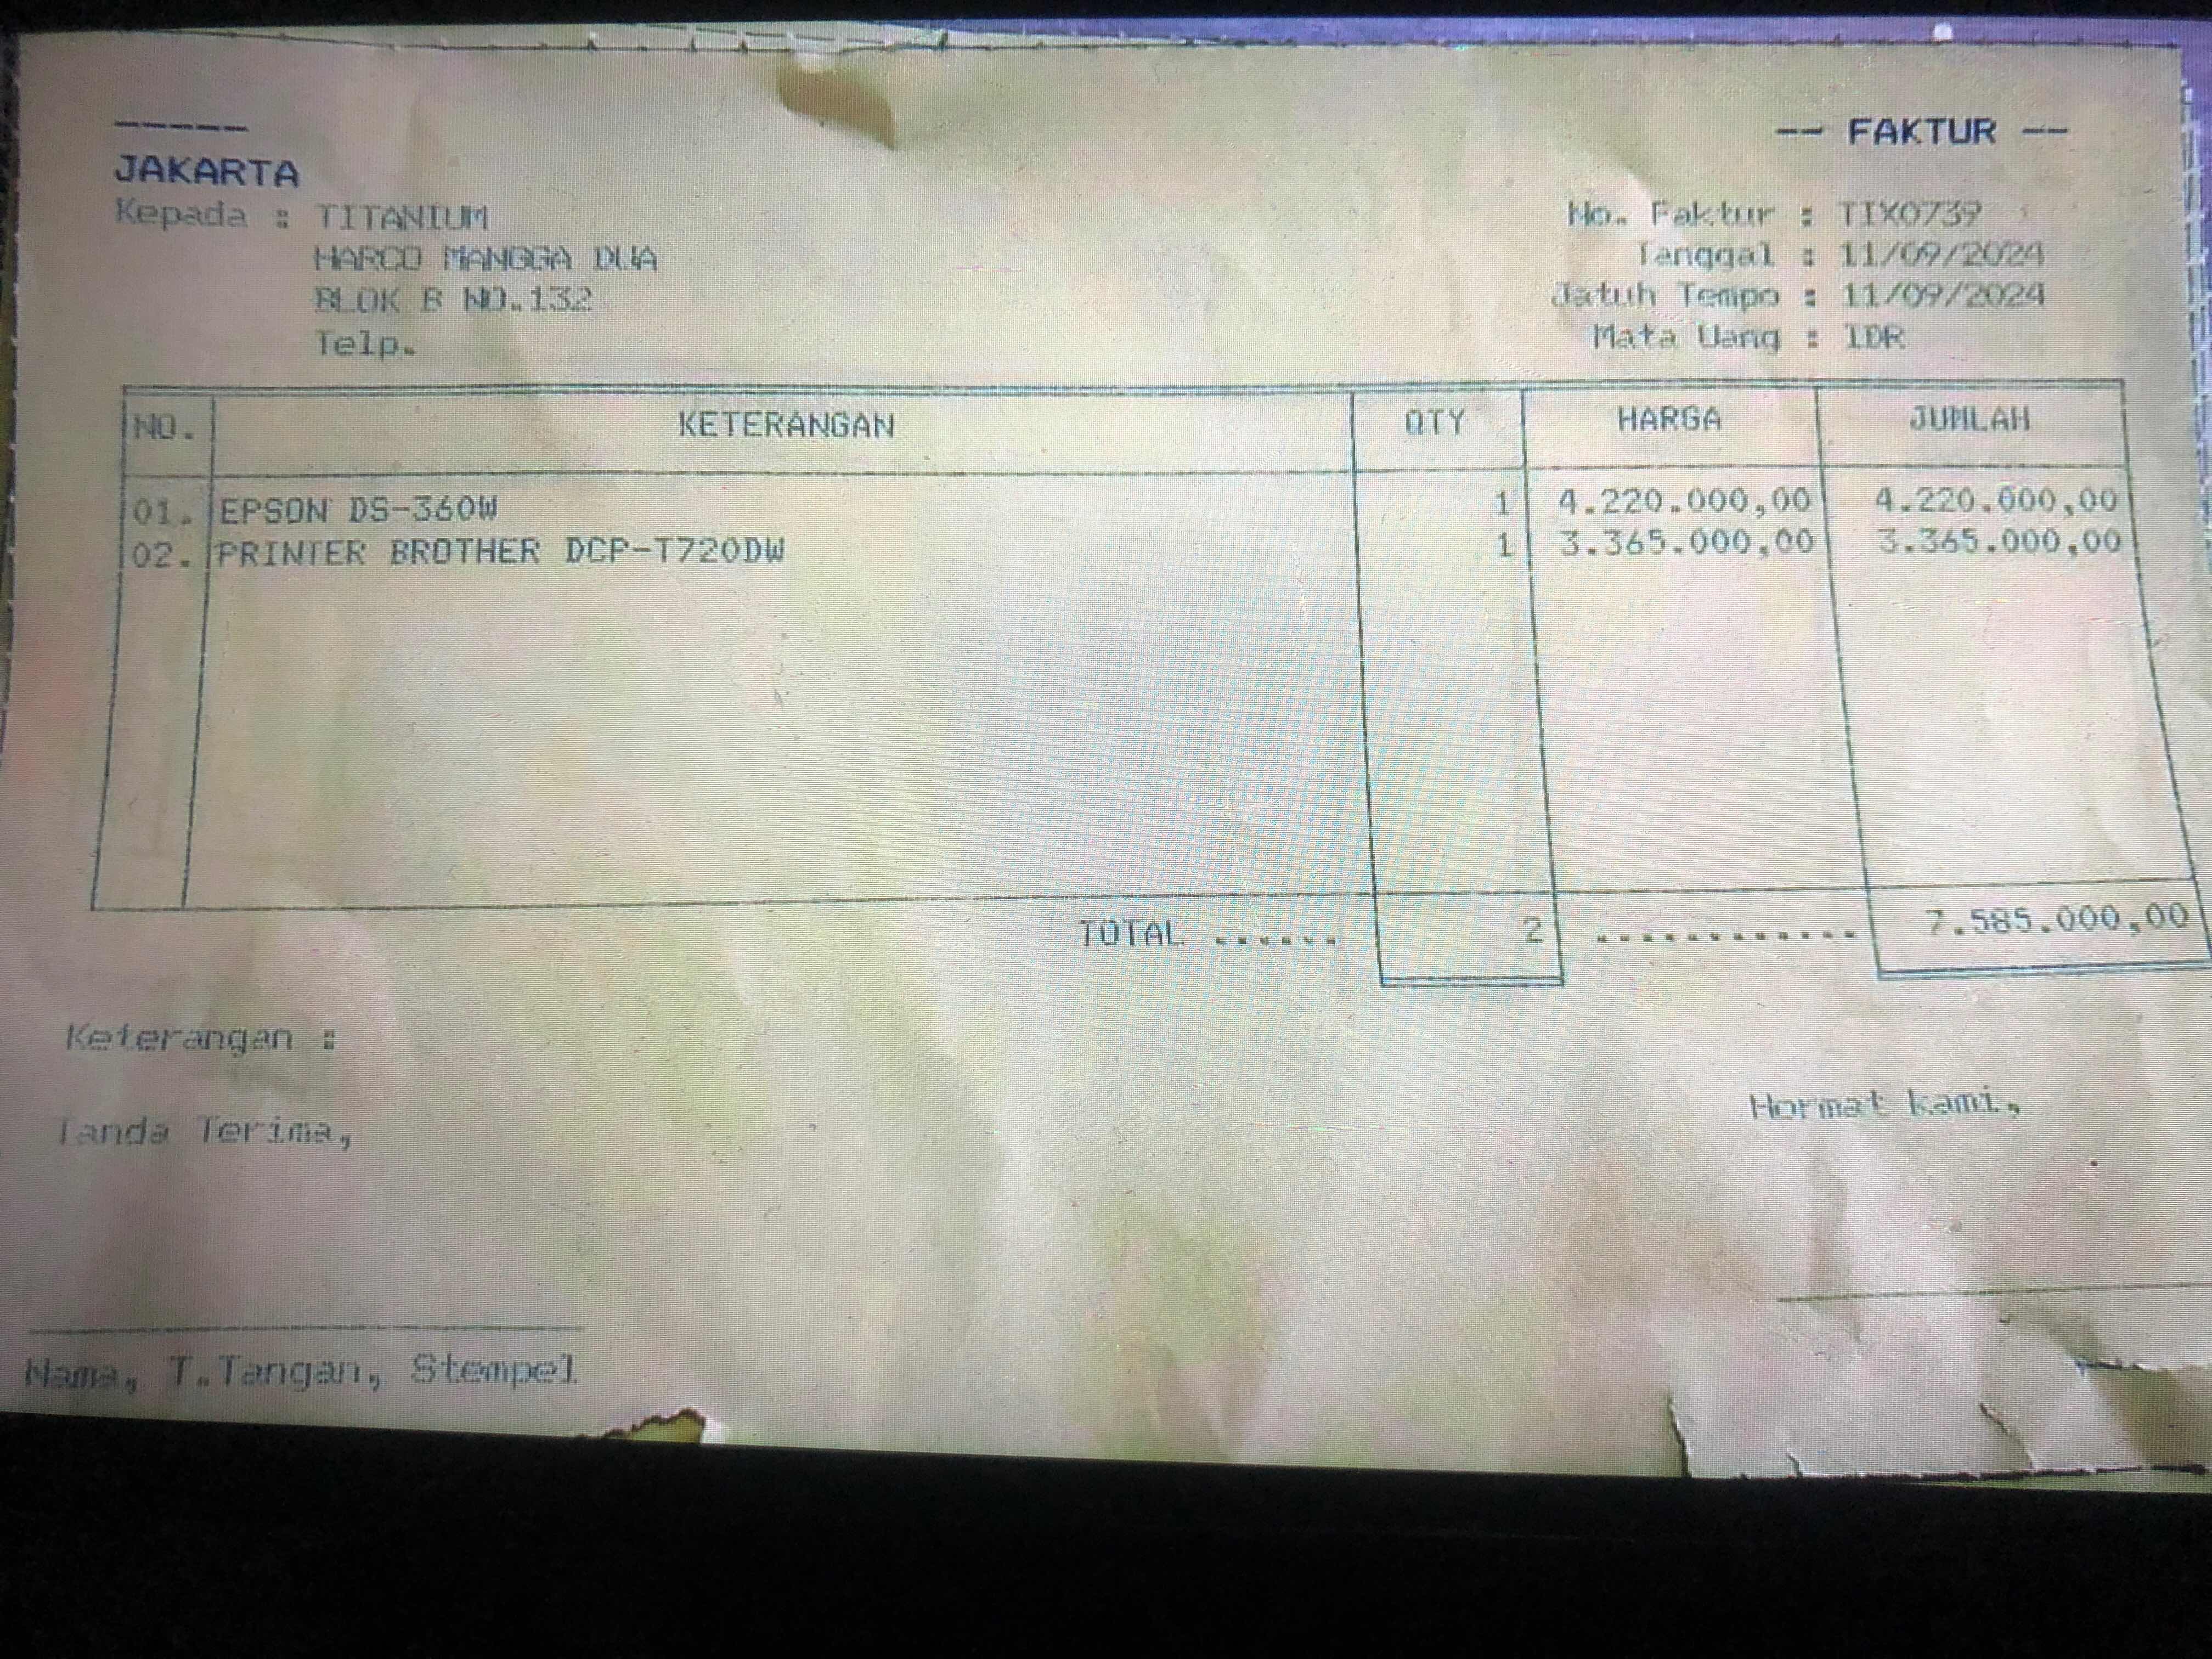 -----
-- FAKTUR --
JAKARTA
Kepada : TITANIUM
HARCO MANGGA DUA
BLOK B NO.132
Telp.
No. Faktur : TIX0739
Tanggal : 11/09/2024
Jatuh Tempo : 11/09/2024
Mata Uang : IDR
NO. KETERANGAN QTY HARGA JUMLAH
01. EPSON DS-360W 1 4.220.000,00 4.220.000,00
02. PRINTER BROTHER DCP-T720DW 1 3.365.000,00 3.365.000,00
TOTAL ...... 2 ............ 7.585.000,00
Keterangan :
Tanda Terima,
Hormat kami,
Nama, T.Tangan, Stempel